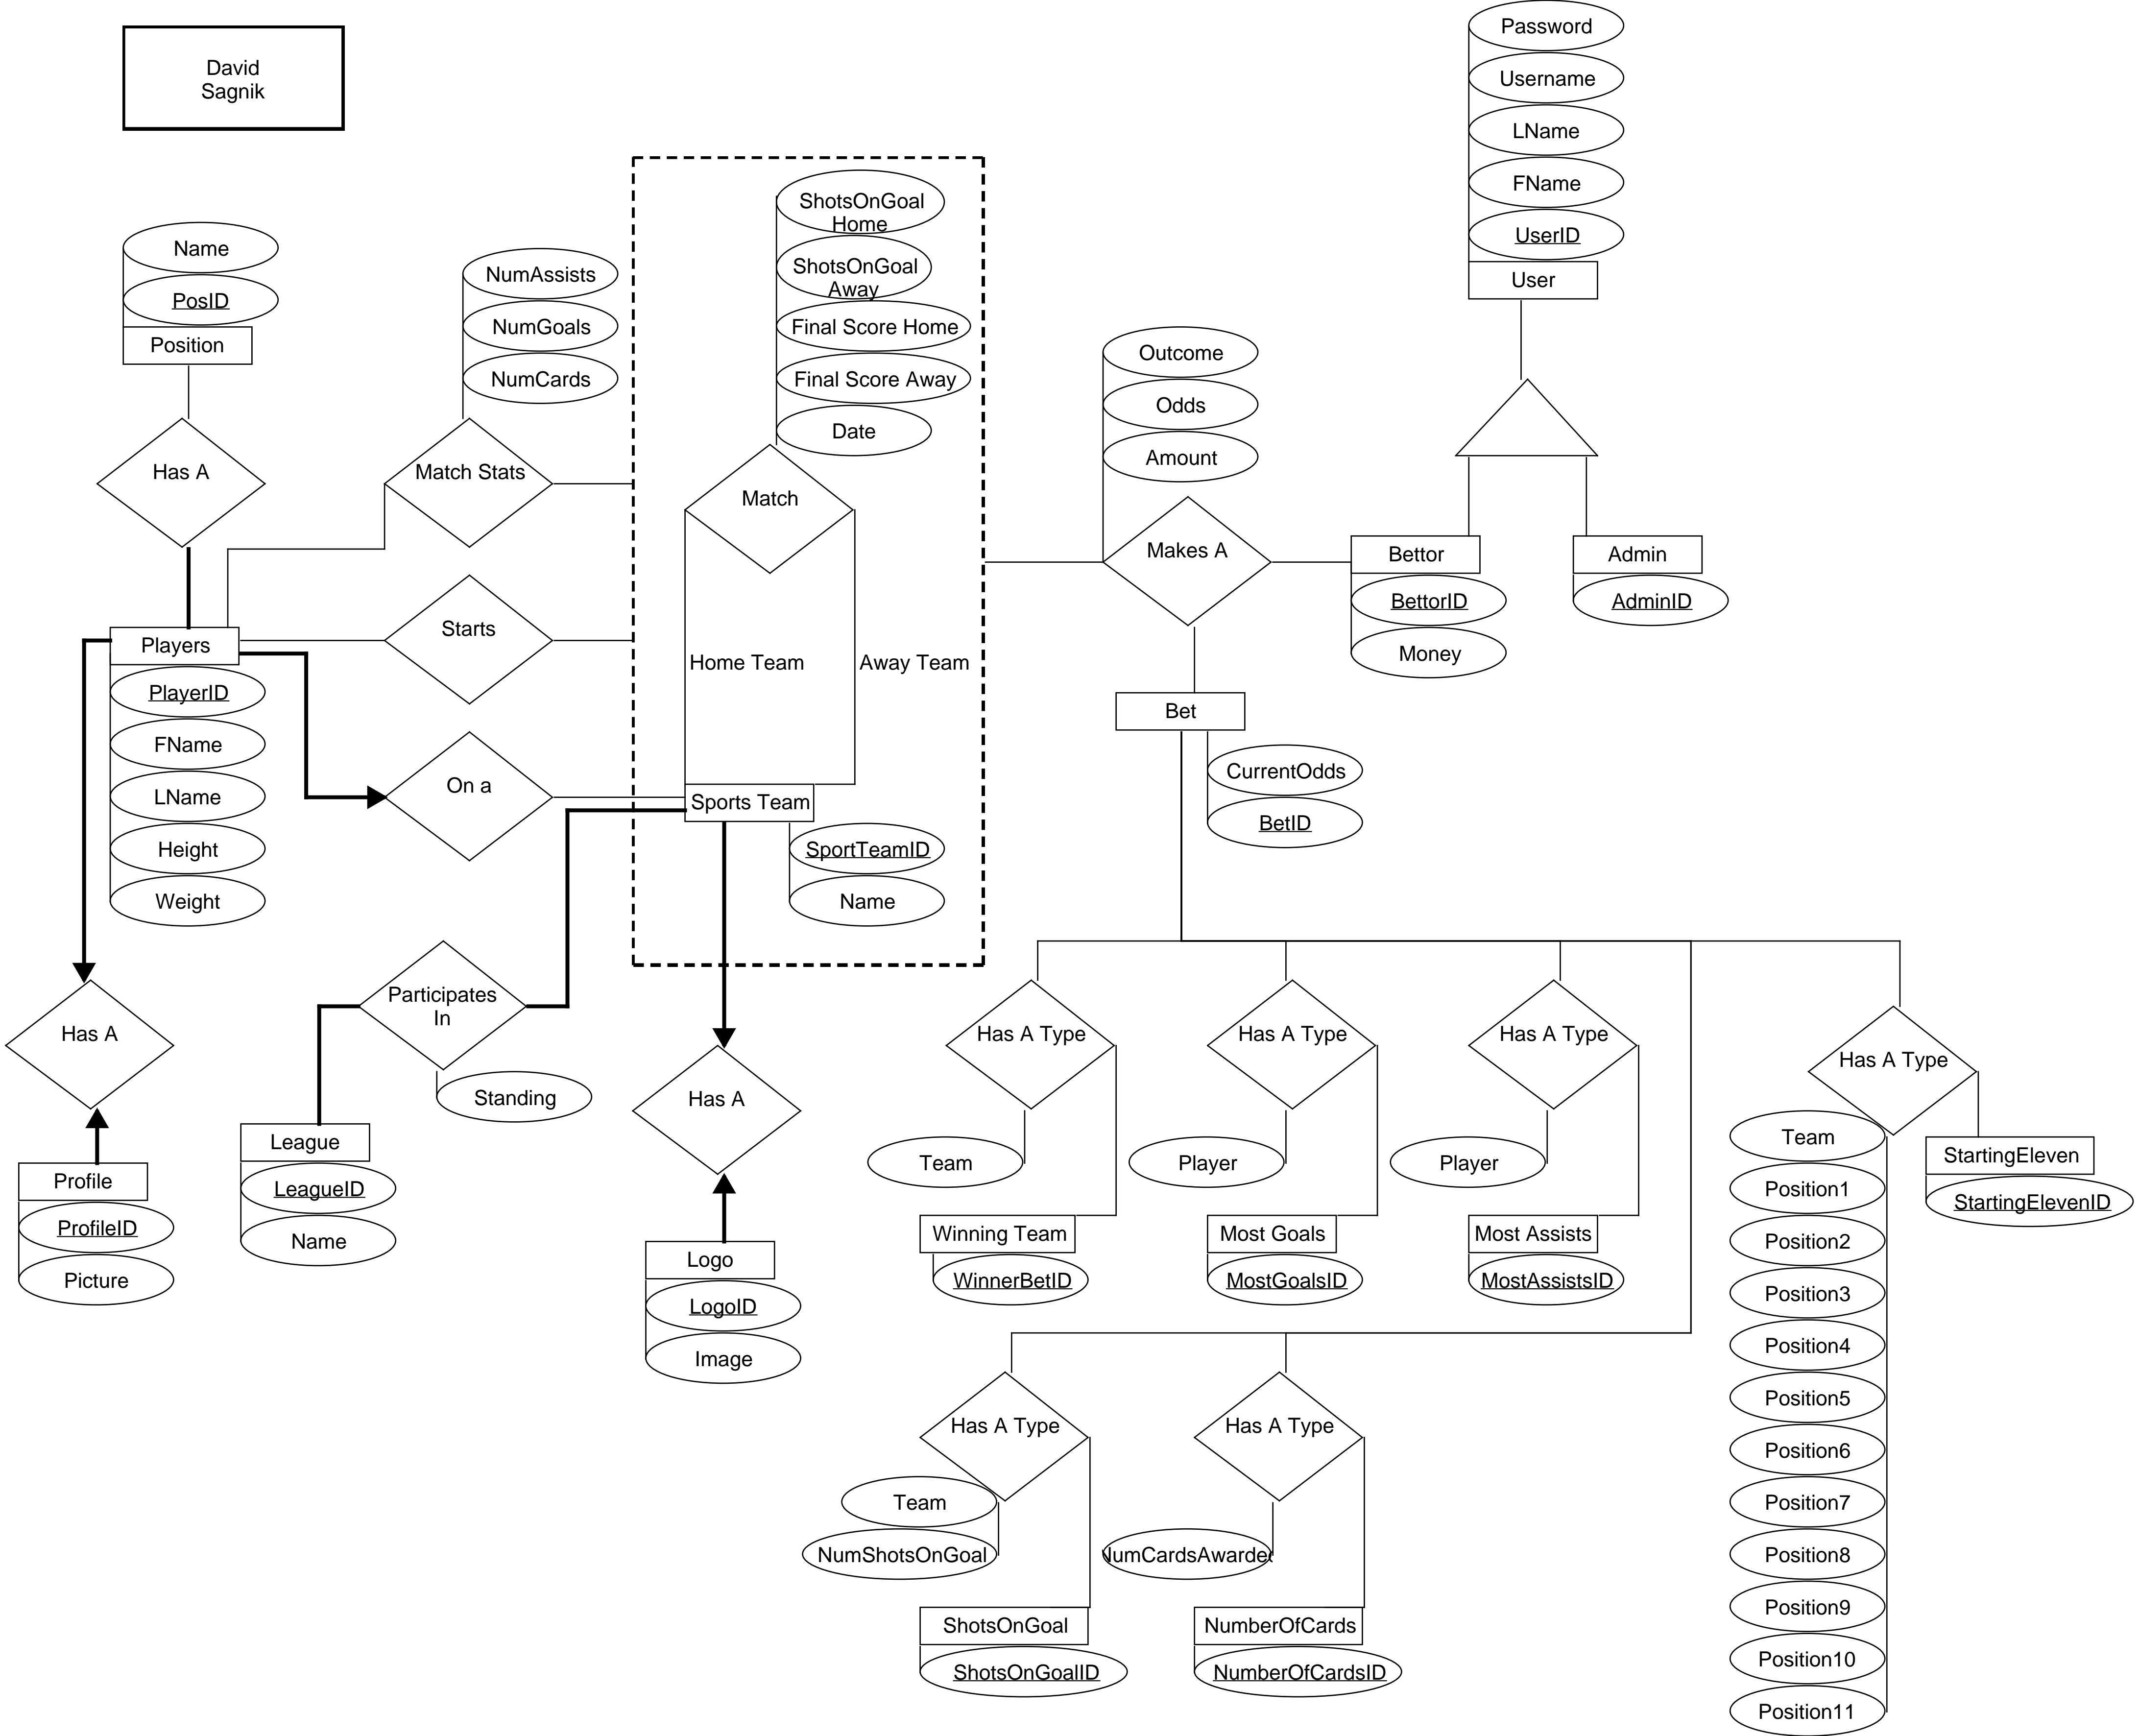 David
Sagnik
Password
Username
LName
FName
UserID
User
ShotsOnGoal
Home
ShotsOnGoal
Away
Final Score Home
Final Score Away
Date
Match
Home Team
Away Team
Name
PosID
Position
Has A
NumAssists
NumGoals
NumCards
Match Stats
Starts
On a
Outcome
Odds
Amount
Makes A
Bettor
BettorID
Money
Admin
AdminID
Players
PlayerID
FName
LName
Height
Weight
Sports Team
SportTeamID
Name
Bet
CurrentOdds
BetID
Has A
Profile
ProfileID
Picture
Participates
In
Standing
League
LeagueID
Name
Has A
Logo
LogoID
Image
Has A Type
Team
Winning Team
WinnerBetID
Has A Type
Player
Most Goals
MostGoalsID
Has A Type
Player
Most Assists
MostAssistsID
Has A Type
Team
Position1
Position2
Position3
Position4
Position5
Position6
Position7
Position8
Position9
Position10
Position11
StartingEleven
StartingElevenID
Has A Type
Team
NumShotsOnGoal
ShotsOnGoal
ShotsOnGoalID
Has A Type
NumCardsAwarded
NumberOfCards
NumberOfCardsID